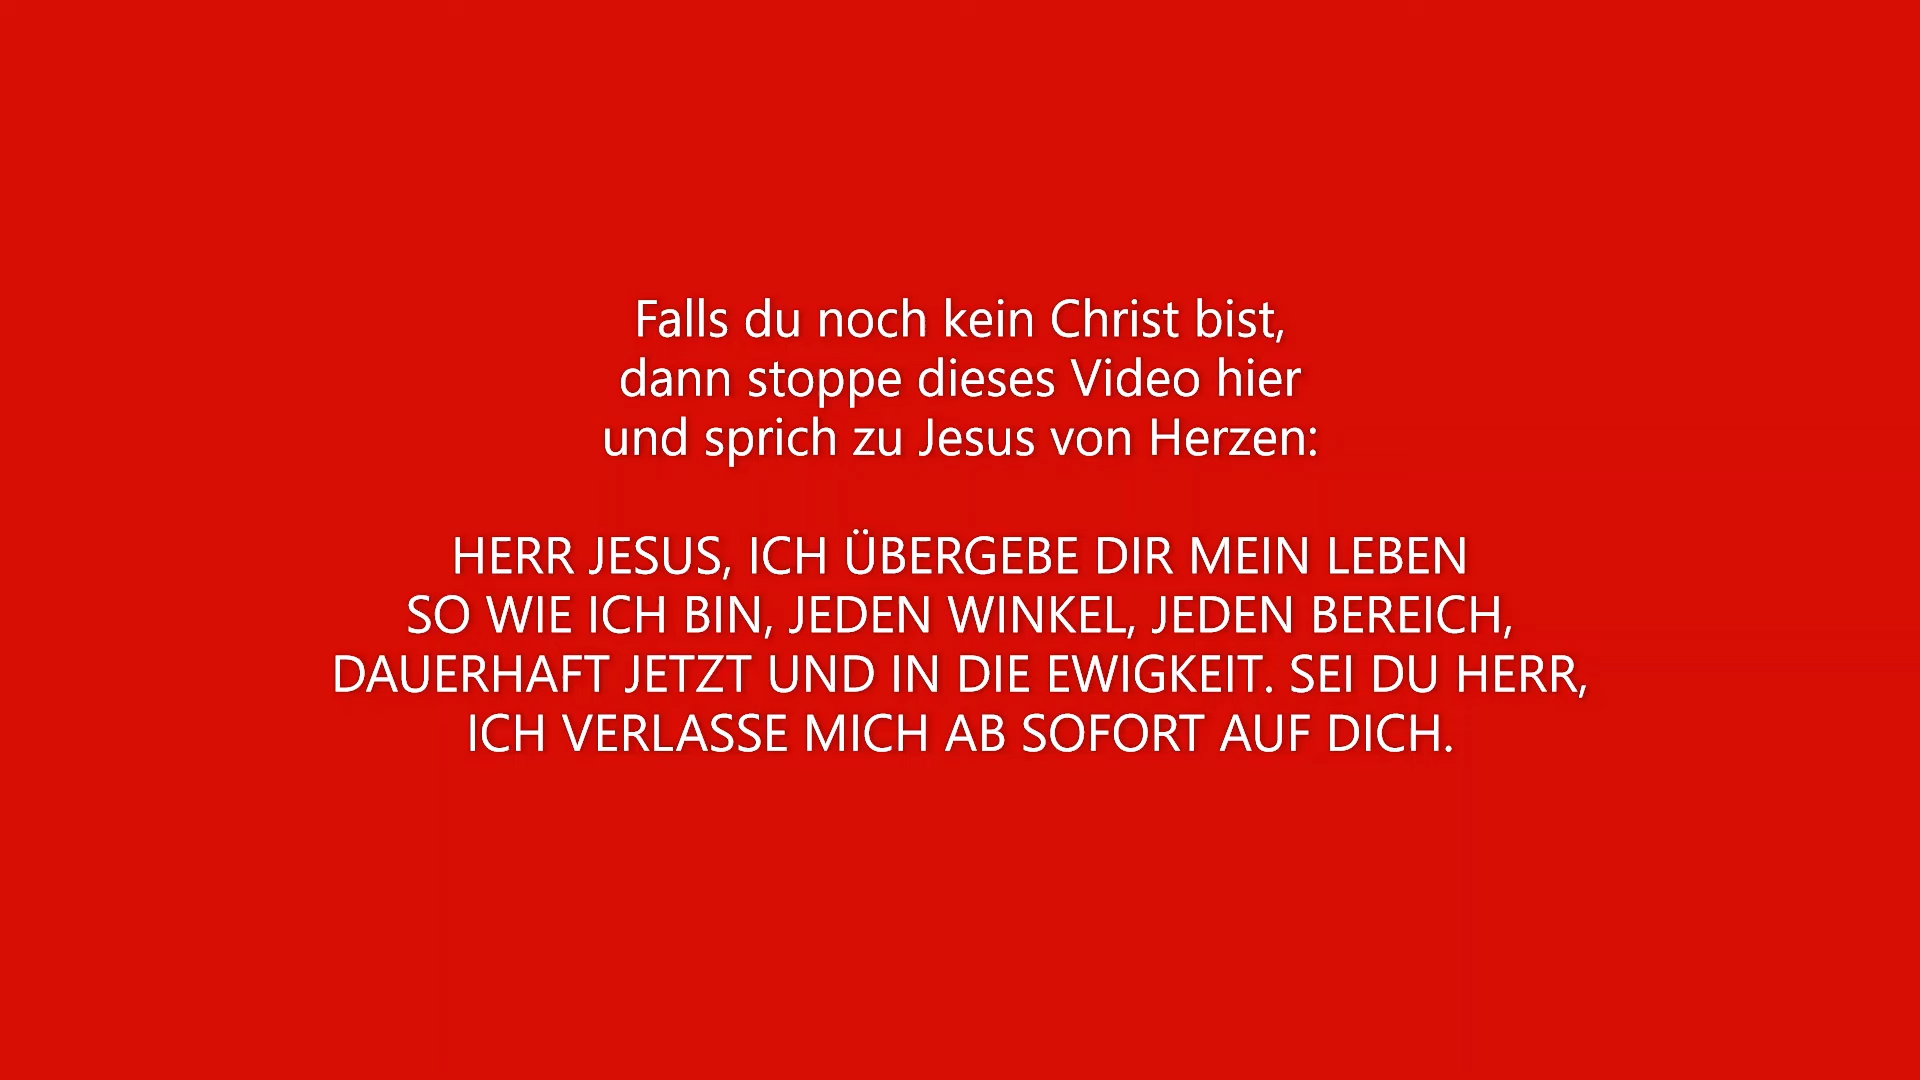 Falls du noch kein Christ bist,
dann stoppe dieses Video hier
und sprich zu Jesus von Herzen:
HERR JESUS, ICH ÜBERGEBE DIR MEIN LEBEN
SO WIE ICH BIN, JEDEN WINKEL, JEDEN BEREICH,
DAUERHAFT JETZT UND IN DIE EWIGKEIT. SEI DU HERR,
ICH VERLASSE MICH AB SOFORT AUF DICH.